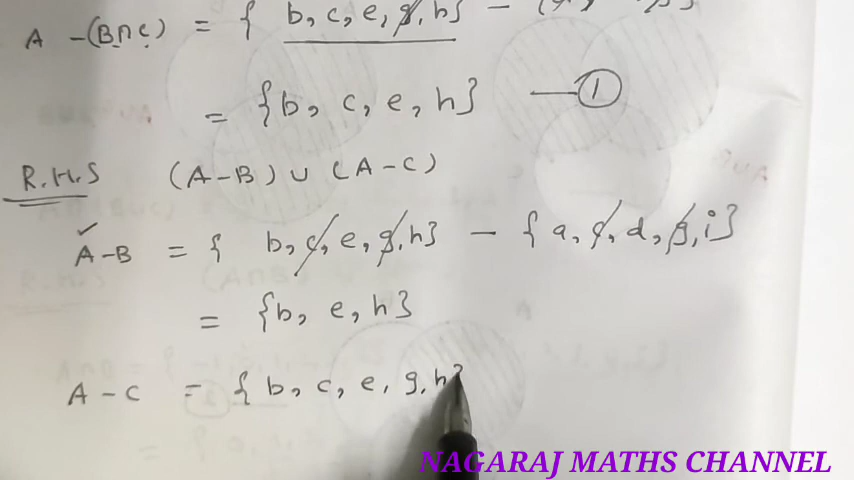 A - (B∩C) = { b, c, e, g, h} -
= {b, c, e, h} —①
R.H.S (A-B) ∪ (A-C)
✓A-B = { b, c, e, g, h} - { a, c, d, g, i}
= {b, e, h}
A-C = { b, c, e, g, h}
NAGARAJ MATHS CHANNEL